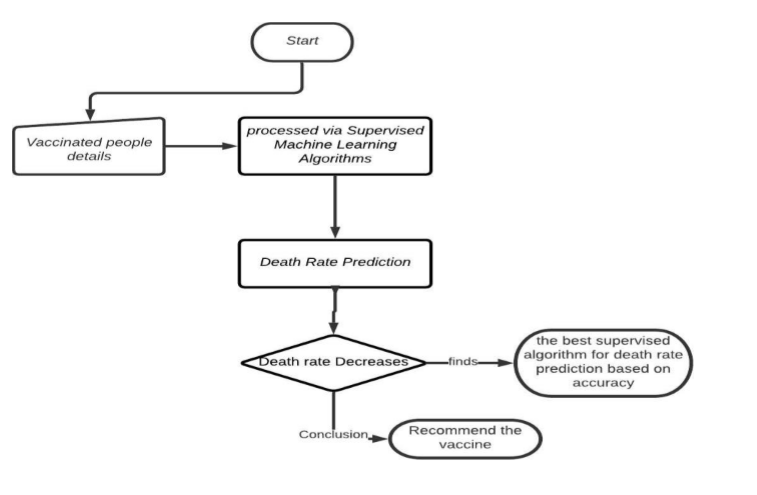 Start
Vaccinated people
details
processed via Supervised
Machine Learning
Algorithms
Death Rate Prediction
Death rate Decreases
finds
the best supervised
algorithm for death rate
prediction based on
accuracy
Conclusion
Recommend the
vaccine